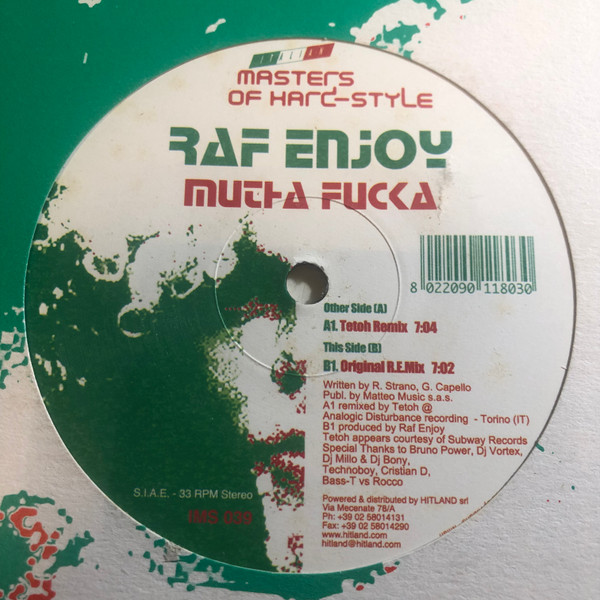 ITALIAN
MASTERS
OF HARD-STYLE
RAF ENJOY
MUTHA FUCKA
8 022090 118030
Other Side (A)
A1. Tetoh Remix 7:04
This Side (B)
B1. Original R.E.Mix 7:02
Written by R. Strano, G. Capello
Publ. by Matteo Music s.a.s.
A1 remixed by Tetoh @
Analogic Disturbance recording - Torino (IT)
B1 produced by Raf Enjoy
Tetoh appears courtesy of Subway Records
Special Thanks to Bruno Power, Dj Vortex,
Dj Millo & Dj Bony,
Technoboy, Cristian D,
Bass-T vs Rocco
S.I.A.E. - 33 RPM Stereo
IMSI 039
Powered & distributed by HITLAND srl
Via Mecenate 78/A
Ph: +39 02 58014131
Fax: +39 02 58014290
www.hitland.com
hitland@hitland.com